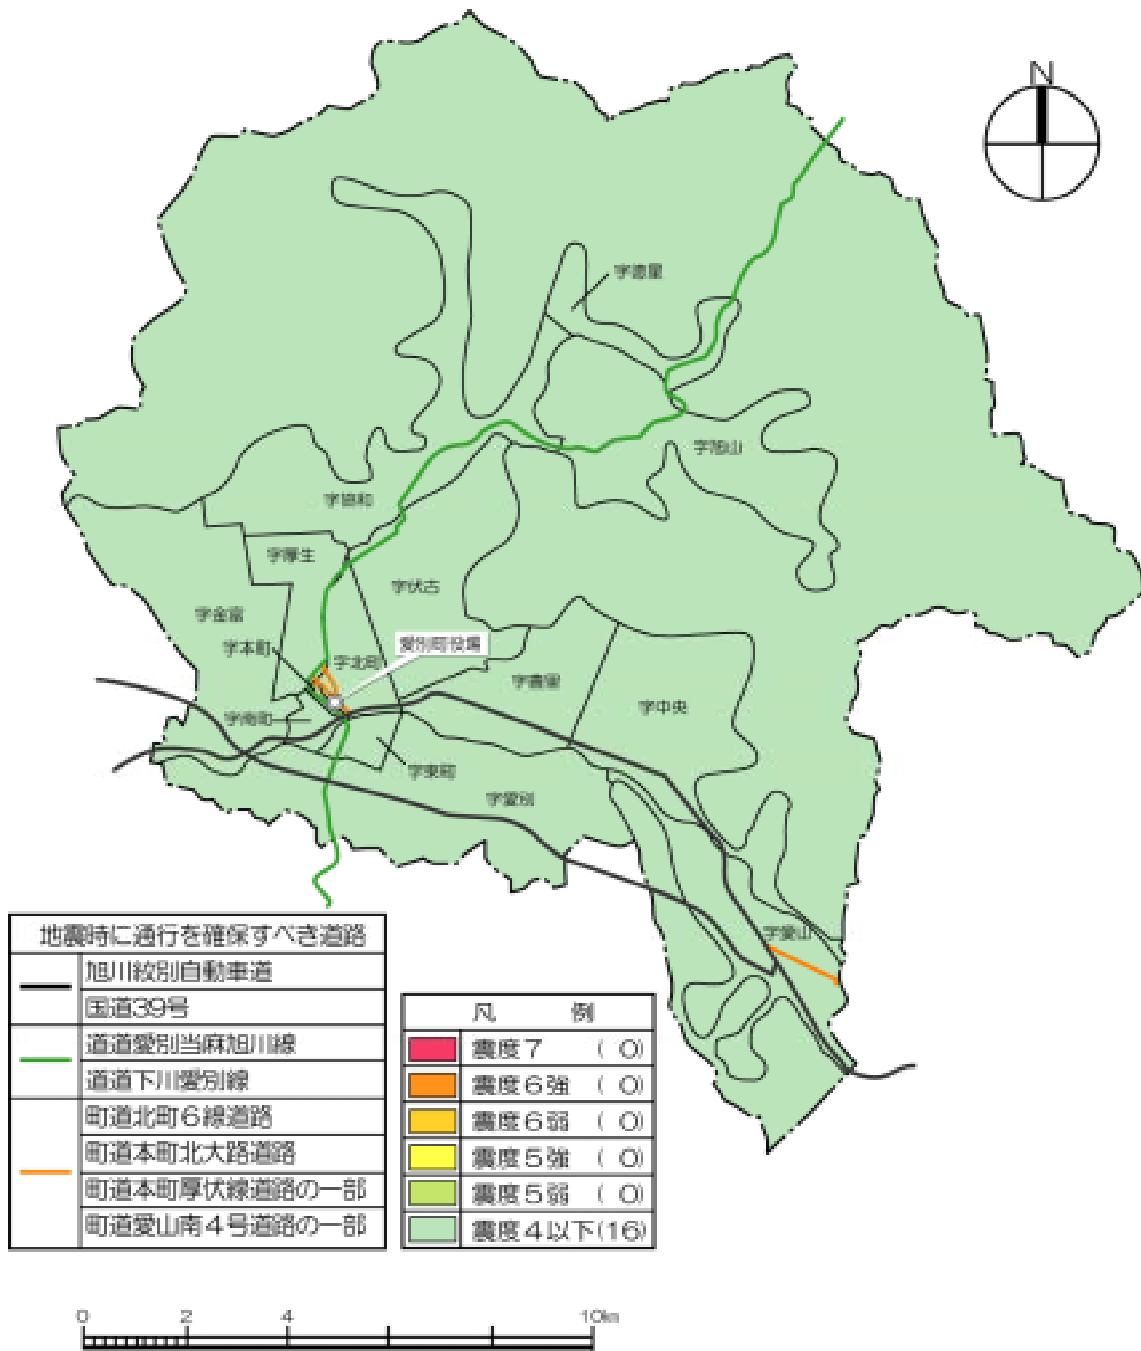 N
字徳星
字旭山
字協和
字厚生
字伏古
字金富
字本町
字北町
愛別町役場
字豊里
字中央
字南町
字東町
字愛別
字愛山
地震時に通行を確保すべき道路
旭川紋別自動車道
国道39号
道道愛別当麻旭川線
道道下川愛別線
町道北町6線道路
町道本町北大路道路
町道本町厚伏線道路の一部
町道愛山南4号道路の一部
凡 例
震度7 ( 0)
震度6強 ( 0)
震度6弱 ( 0)
震度5強 ( 0)
震度5弱 ( 0)
震度4以下(16)
0 2 4 10km